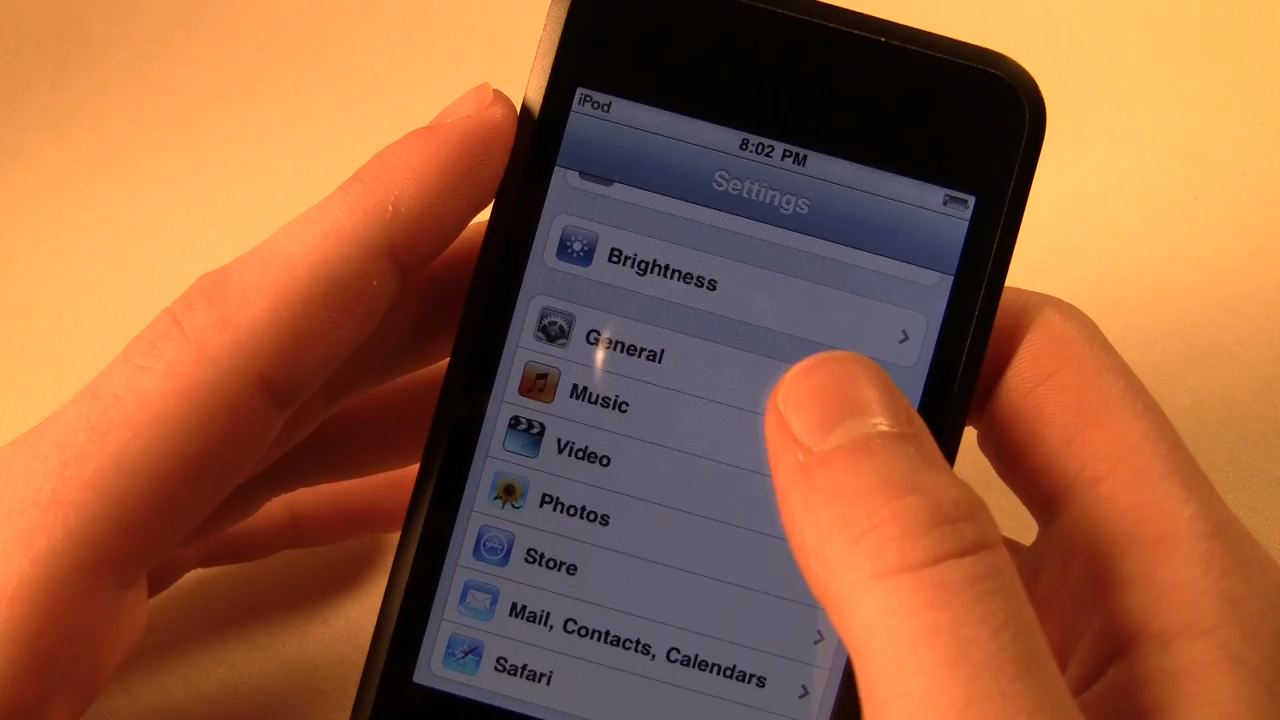 iPod
8:02 PM
Settings
Brightness
General
Music
Video
Photos
Store
Mail, Contacts, Calendars
Safari